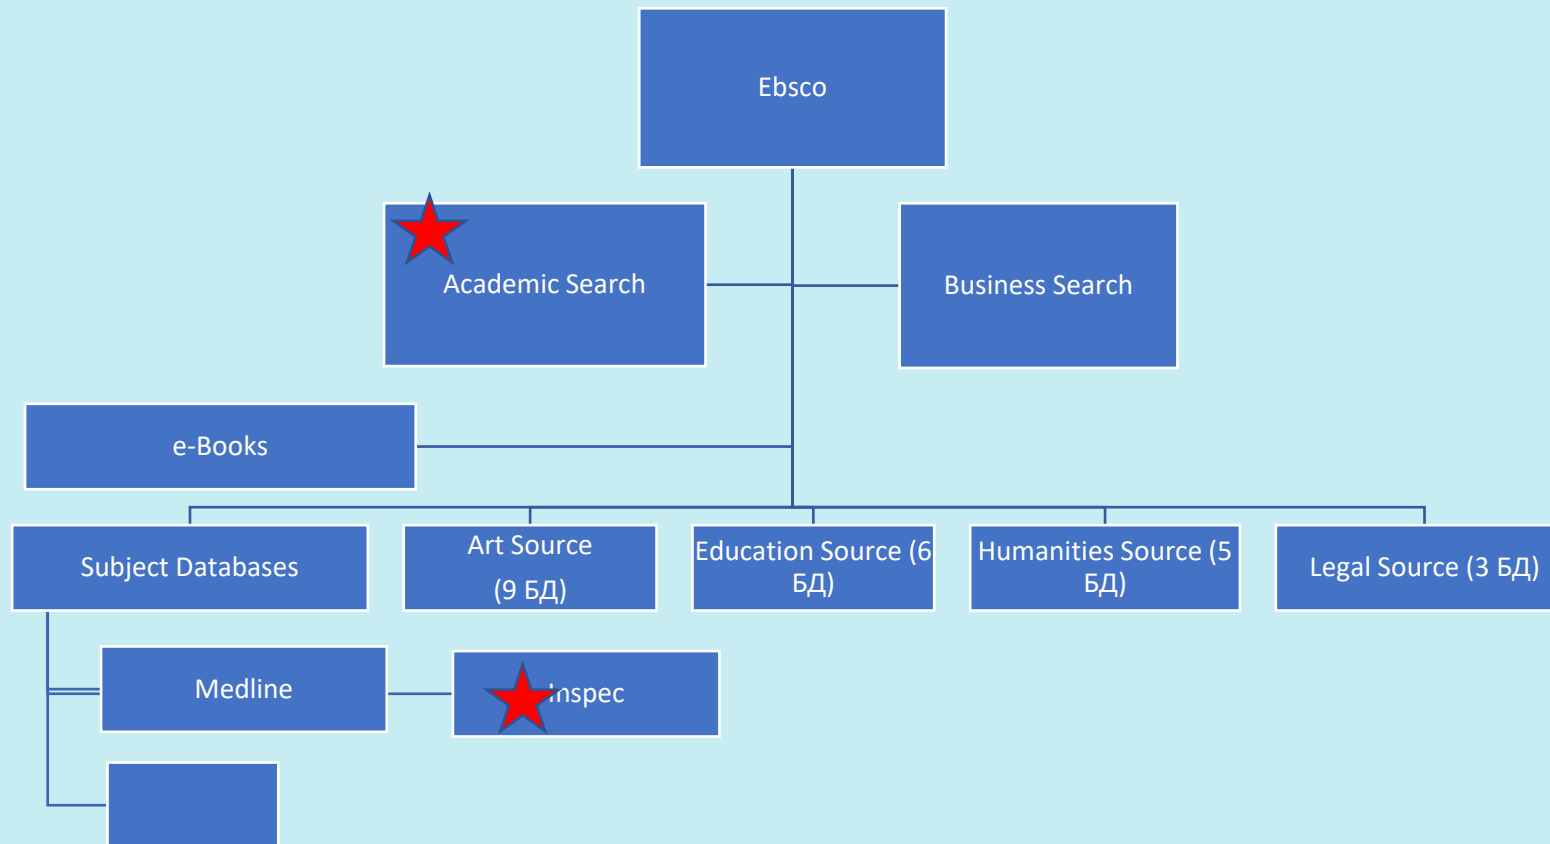 Ebsco
Academic Search
Business Search
e-Books
Subject Databases
Art Source
(9 БД)
Education Source (6
БД)
Humanities Source (5
БД)
Legal Source (3 БД)
Medline
Inspec